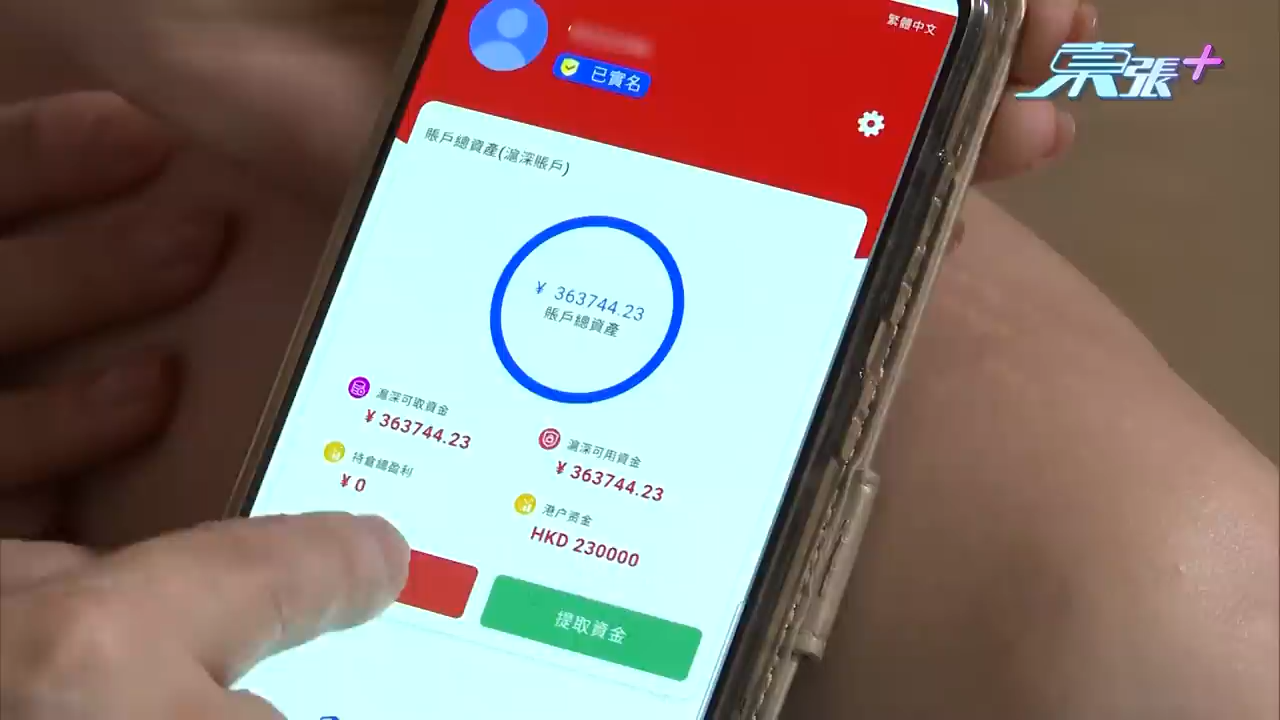 繁體中文
東張+
已實名
賬戶總資產(滬深賬戶)
¥ 363744.23
賬戶總資產
滬深可取資金
¥ 363744.23
滬深可用資金
¥ 363744.23
持倉總盈利
¥ 0
港户资金
HKD 230000
提取資金